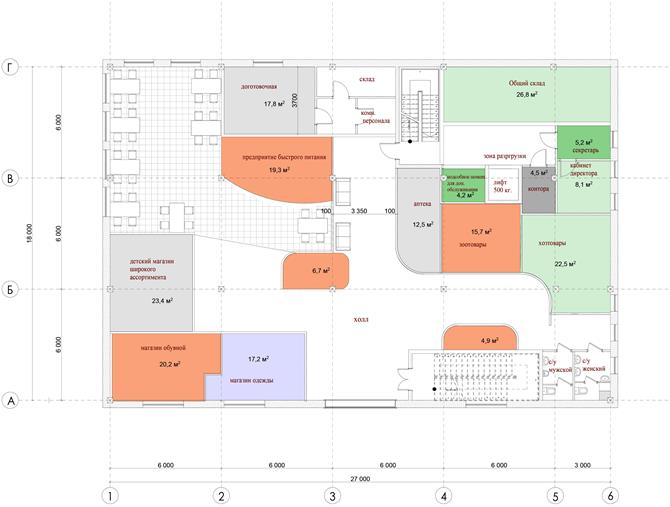 Г
В
Б
А
18 000
6 000
6 000
6 000
доготовочная
17,8 м²
3700
склад
комн.
персонала
Общий склад
26,8 м²
предприятие быстрого питания
19,3 м²
зона разгрузки
5,2 м²
секретарь
кабинет
директора
8,1 м²
4,2 м²
лифт
500 кг.
4,5 м²
контора
100
3 350
100
аптека
12,5 м²
15,7 м²
зоотовары
хозтовары
22,5 м²
детский магазин
широкого
ассортимента
23,4 м²
6,7 м²
холл
4,9 м²
магазин обувной
20,2 м²
17,2 м²
магазин одежды
с/у
мужской
с/у
женский
6 000
6 000
6 000
6 000
3 000
27 000
1
2
3
4
5
6